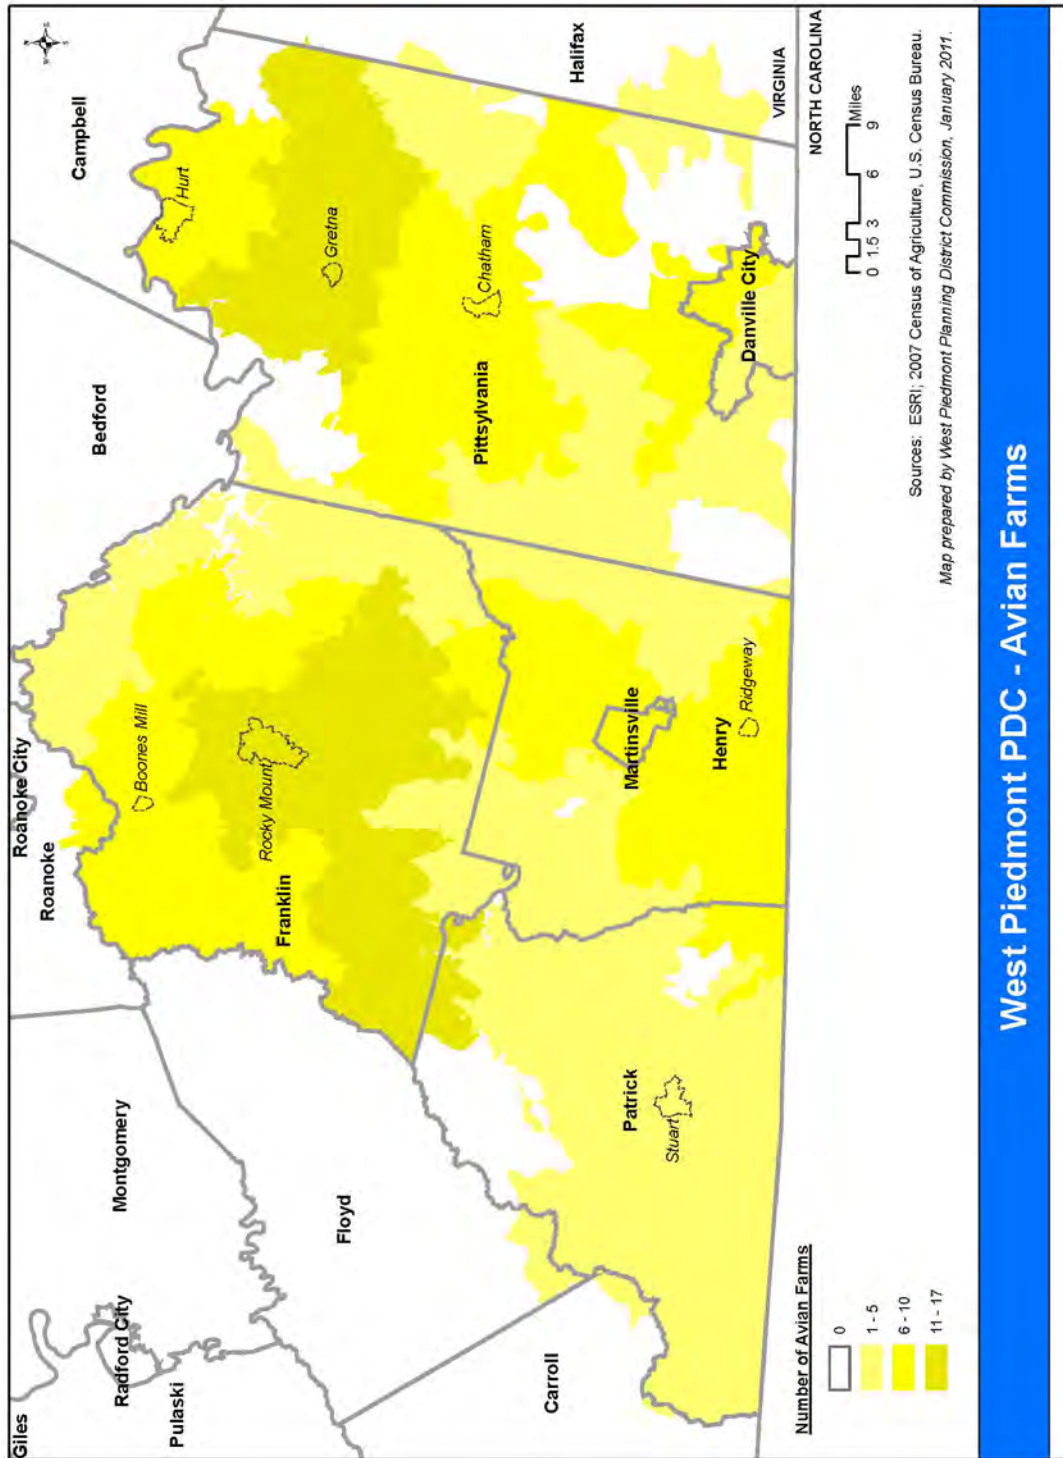 Giles
Radford City
Pulaski
Montgomery
Roanoke
Roanoke City
Bedford
Campbell
Floyd
Carroll
Franklin
Boones Mill
Rocky Mount
Hurt
Gretna
Chatham
Pittsylvania
Halifax
Patrick
Stuart
Martinsville
Henry
Ridgeway
Danville City
VIRGINIA
NORTH CAROLINA
Number of Avian Farms
0
1 - 5
6 - 10
11 - 17
0 1.5 3 6 9
Miles
Sources: ESRI; 2007 Census of Agriculture, U.S. Census Bureau.
Map prepared by West Piedmont Planning District Commission, January 2011.
West Piedmont PDC - Avian Farms